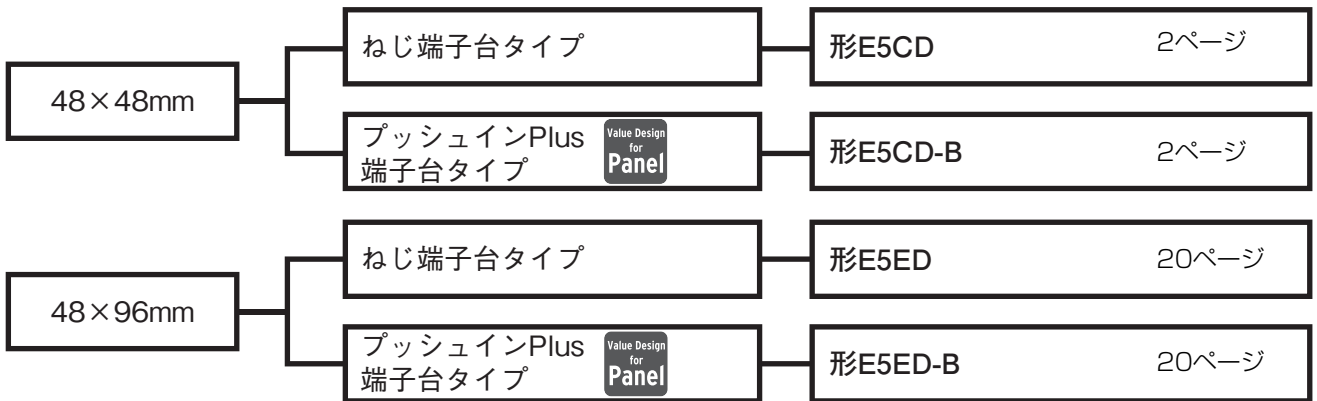 48×48mm
ねじ端子台タイプ
形E5CD 2ページ
プッシュインPlus
端子台タイプ
Value Design
for
Panel
形E5CD-B 2ページ
48×96mm
ねじ端子台タイプ
形E5ED 20ページ
プッシュインPlus
端子台タイプ
Value Design
for
Panel
形E5ED-B 20ページ